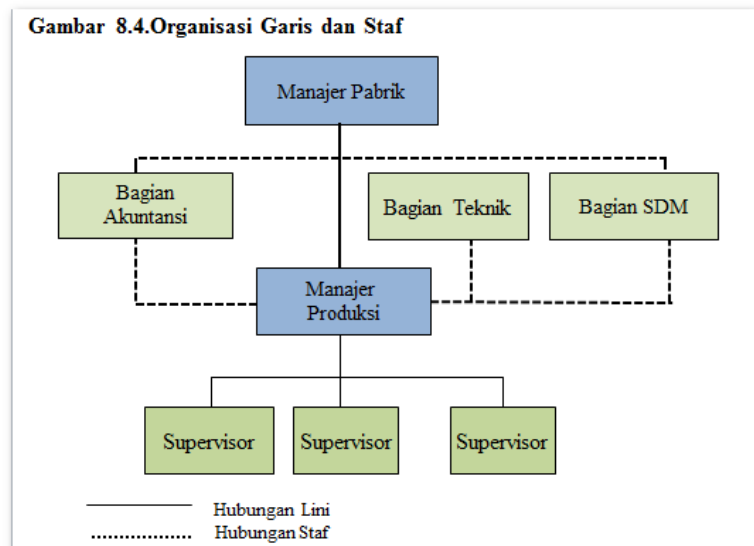 Gambar 8.4.Organisasi Garis dan Staf
Manajer Pabrik
Bagian
Akuntansi
Bagian Teknik
Bagian SDM
Manajer
Produksi
Supervisor
Supervisor
Supervisor
Hubungan Lini
Hubungan Staf